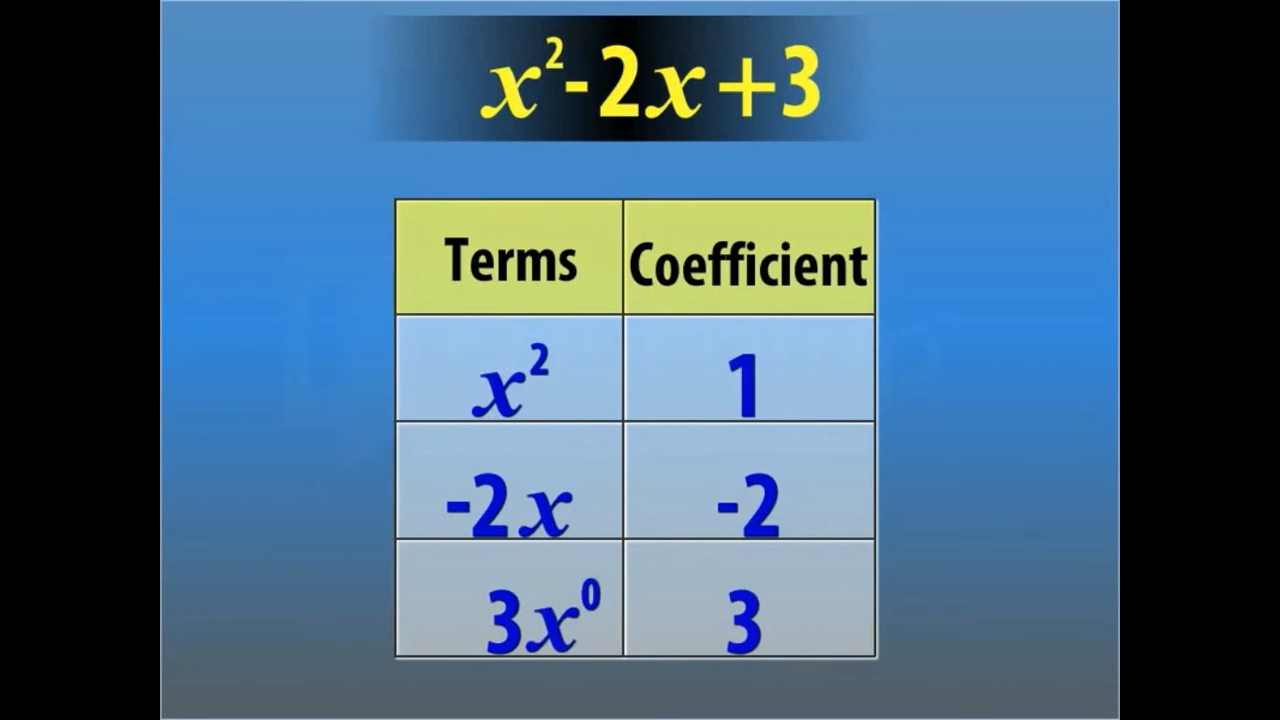 x²-2x+3
Terms Coefficient
x² 1
-2x -2
3x⁰ 3